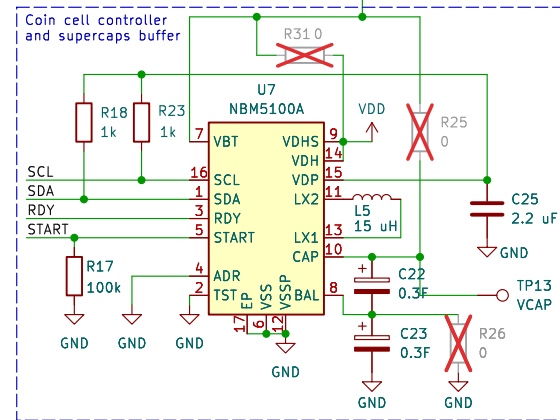 Coin cell controller
and supercaps buffer
R31 0
U7
NBM5100A
VDD
R18
1k
R23
1k
R25
0
7 VBT
VDHS 9
VDH 14
SCL
16 SCL
VDP 15
SDA
1 SDA
LX2 11
RDY
3 RDY
L5
15 uH
C25
2.2 uF
START
5 START
LX1 13
CAP 10
GND
R17
100k
4 ADR
C22
0.3F
TP13
VCAP
2 TST
BAL 8
EP
VSS
VSSP
17
6
12
GND
GND
GND
C23
0.3F
R26
0
GND
GND
GND
+
+